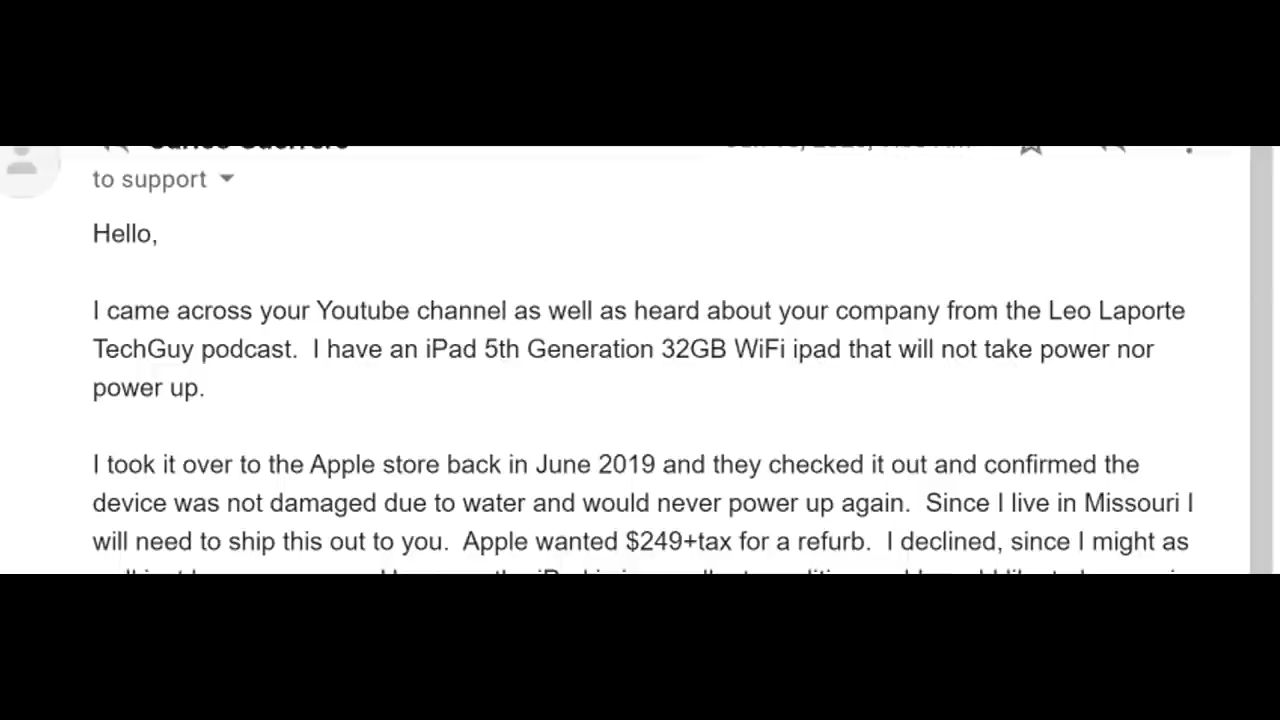 to support
Hello,
I came across your Youtube channel as well as heard about your company from the Leo Laporte
TechGuy podcast.  I have an iPad 5th Generation 32GB WiFi ipad that will not take power nor
power up.
I took it over to the Apple store back in June 2019 and they checked it out and confirmed the
device was not damaged due to water and would never power up again.  Since I live in Missouri I
will need to ship this out to you.  Apple wanted $249+tax for a refurb.  I declined, since I might as